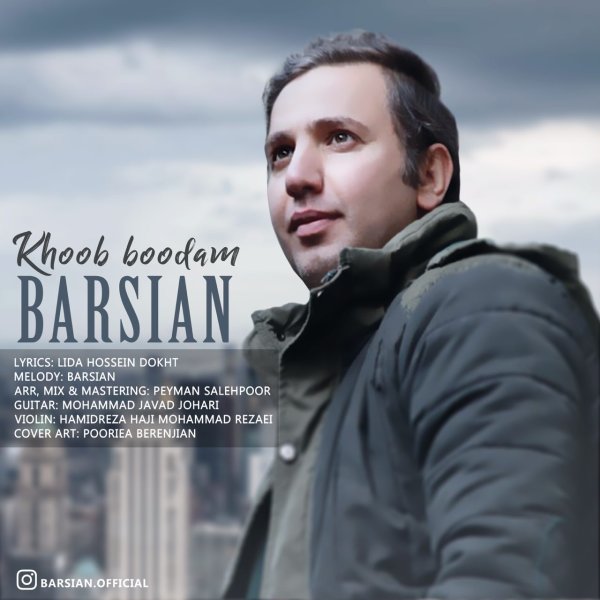 Khoob boodam
BARSIAN
LYRICS: LIDA HOSSEIN DOKHT
MELODY: BARSIAN
ARR, MIX & MASTERING: PEYMAN SALEHPOOR
GUITAR: MOHAMMAD JAVAD JOHARI
VIOLIN: HAMIDREZA HAJI MOHAMMAD REZAEI
COVER ART: POORIEA BERENJIAN
BARSIAN.OFFICIAL